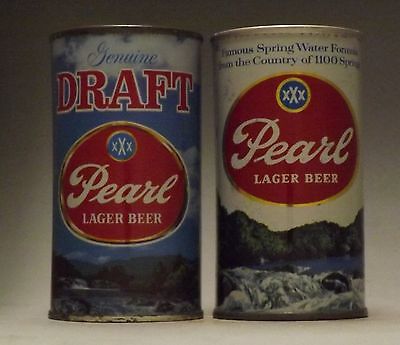 Genuine
DRAFT
xXx
Pearl
LAGER BEER
Famous Spring Water Formula
from the Country of 1100 Springs
xXx
Pearl
LAGER BEER